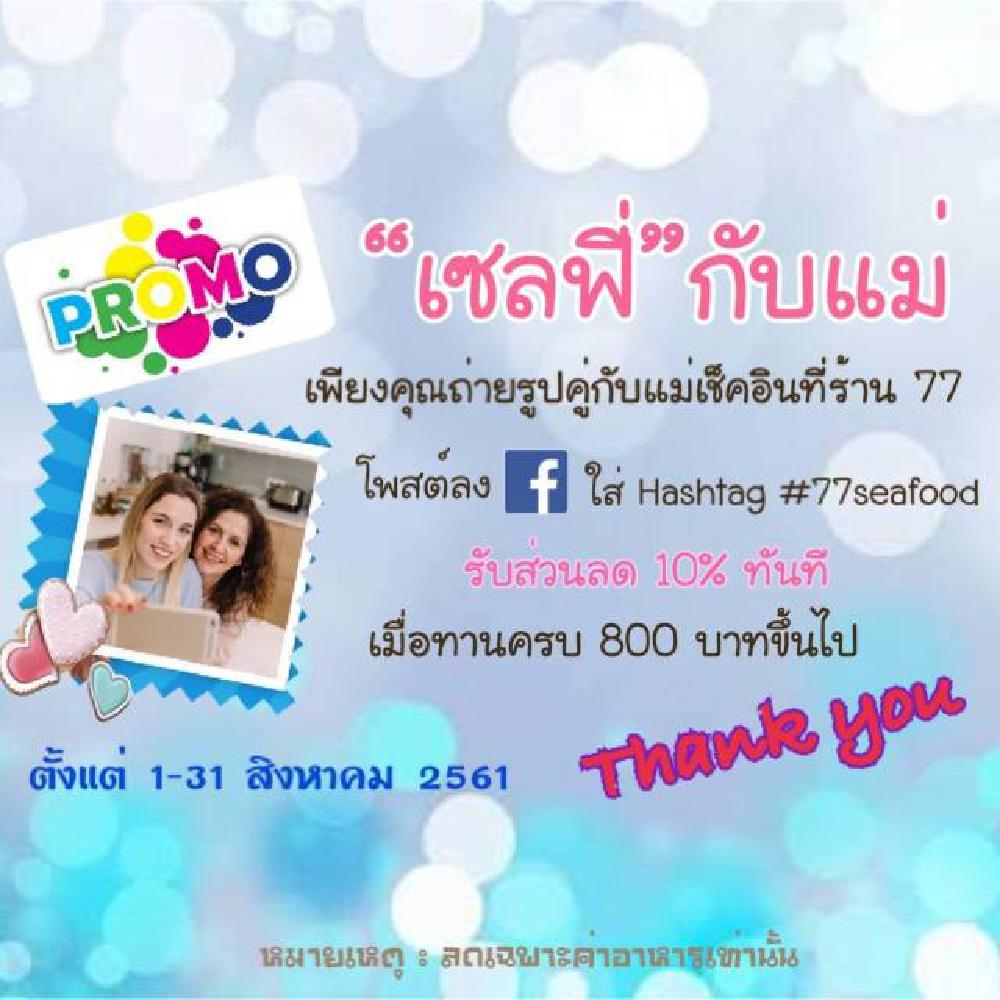 PROMO
“เซลฟี่”กับแม่
เพียงคุณถ่ายรูปคู่กับแม่เช็คอินที่ร้าน 77
โพสต์ลง f ใส่ Hashtag #77seafood
รับส่วนลด 10% ทันที
เมื่อทานครบ 800 บาทขึ้นไป
Thank you
ตั้งแต่ 1-31 สิงหาคม 2561
หมายเหตุ : ลดเฉพาะค่าอาหารเท่านั้น